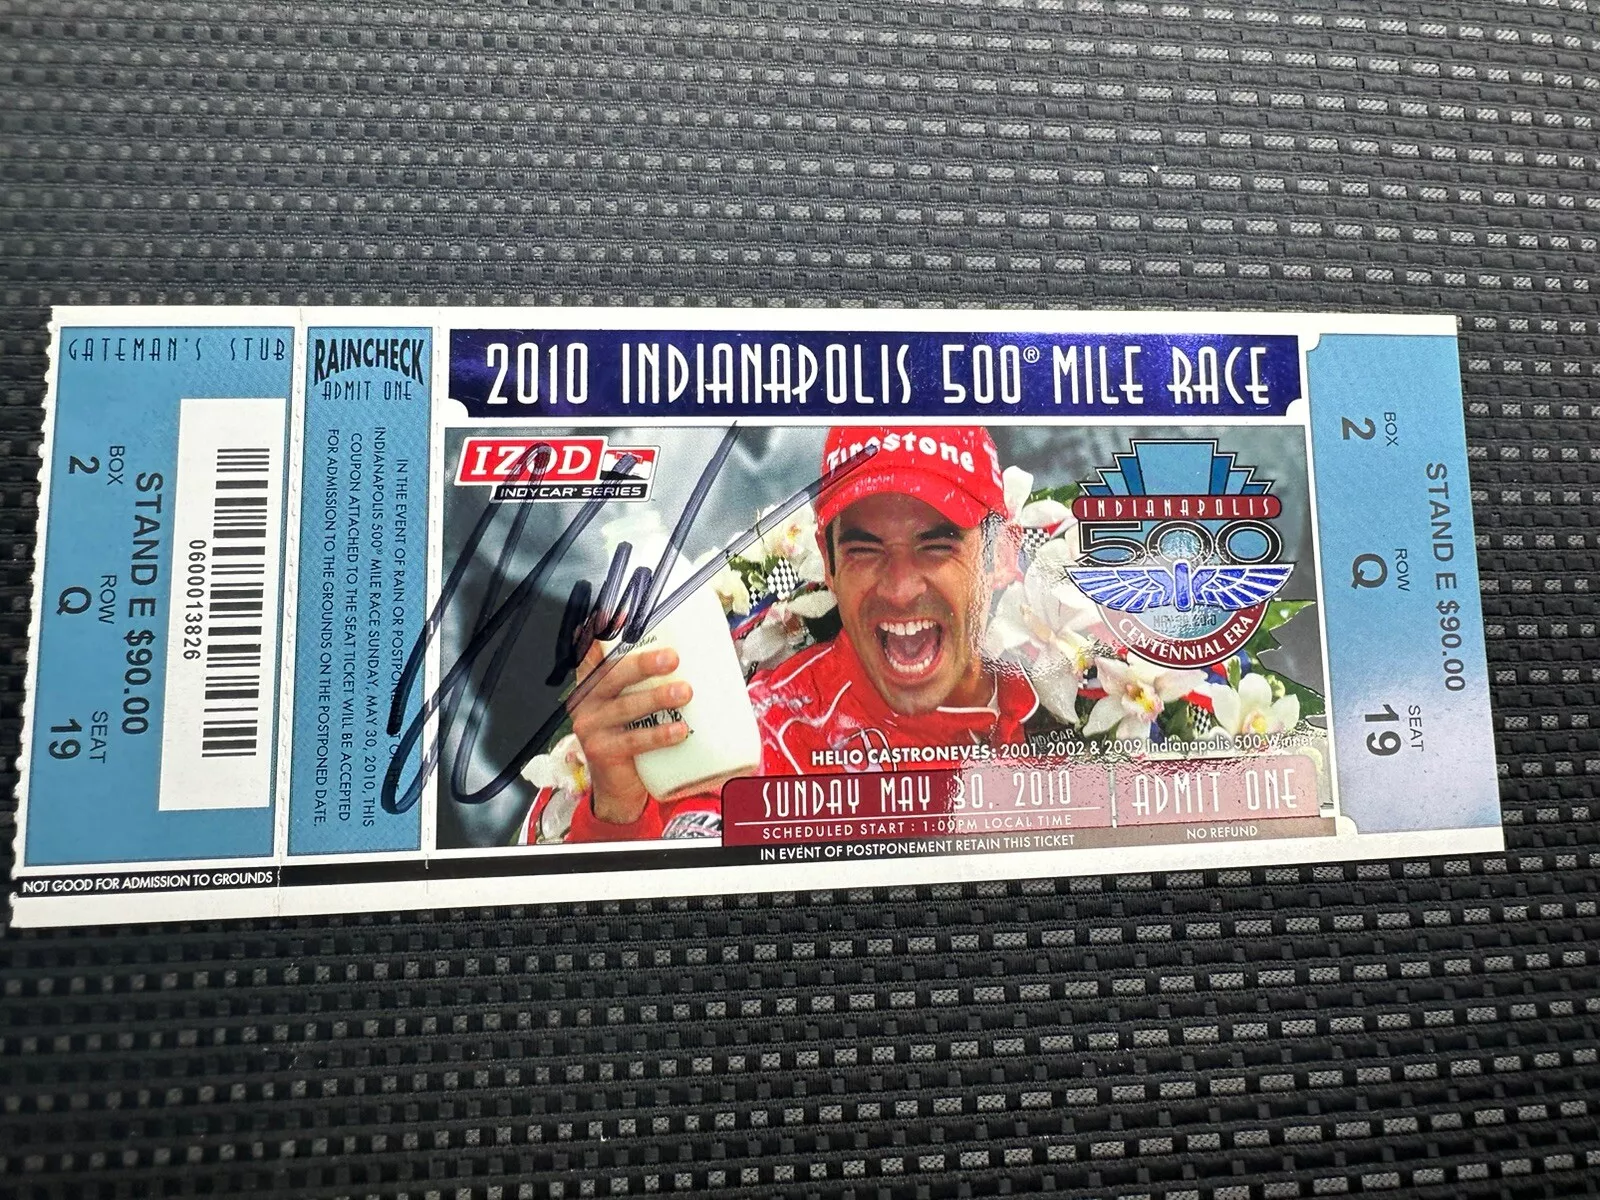 GATEMAN'S STUB
BOX
2
ROW
Q
SEAT
19
STAND E $90.00
0600013826
NOT GOOD FOR ADMISSION TO GROUNDS
RAINCHECK
ADMIT ONE
IN THE EVENT OF RAIN OR
INDIANAPOLIS 500® MILE RACE SUNDAY, MAY 30, 2010, THIS
COUPON ATTACHED TO THE SEAT TICKET WILL BE ACCEPTED
FOR ADMISSION TO THE GROUNDS ON THE POSTPONED DATE.
2010 INDIANAPOLIS 500® MILE RACE
IZOD
INDYCAR® SERIES
Firestone
INDIANAPOLIS
500
MAY 30 2010
CENTENNIAL ERA
HELIO CASTRONEVES: 2001, 2002 & 2009 Indianapolis 500 Winner
SUNDAY MAY 30, 2010
SCHEDULED START : 1:00PM LOCAL TIME
ADMIT ONE
NO REFUND
IN EVENT OF POSTPONEMENT RETAIN THIS TICKET
BOX
2
ROW
Q
SEAT
19
STAND E $90.00